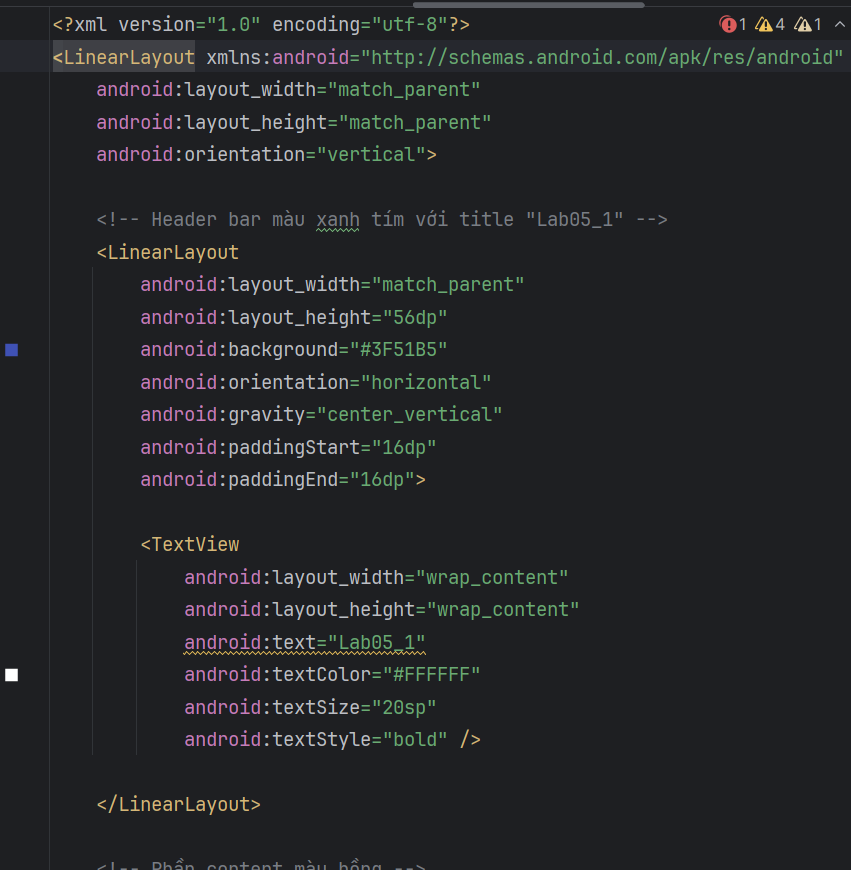 <?xml version="1.0" encoding="utf-8"?>
1 4 1
<LinearLayout xmlns:android="http://schemas.android.com/apk/res/android"
    android:layout_width="match_parent"
    android:layout_height="match_parent"
    android:orientation="vertical">

    <!-- Header bar màu xanh tím với title "Lab05_1" -->
    <LinearLayout
        android:layout_width="match_parent"
        android:layout_height="56dp"
        android:background="#3F51B5"
        android:orientation="horizontal"
        android:gravity="center_vertical"
        android:paddingStart="16dp"
        android:paddingEnd="16dp">

        <TextView
            android:layout_width="wrap_content"
            android:layout_height="wrap_content"
            android:text="Lab05_1"
            android:textColor="#FFFFFF"
            android:textSize="20sp"
            android:textStyle="bold" />

    </LinearLayout>

    <!-- Phần content màu hồng -->